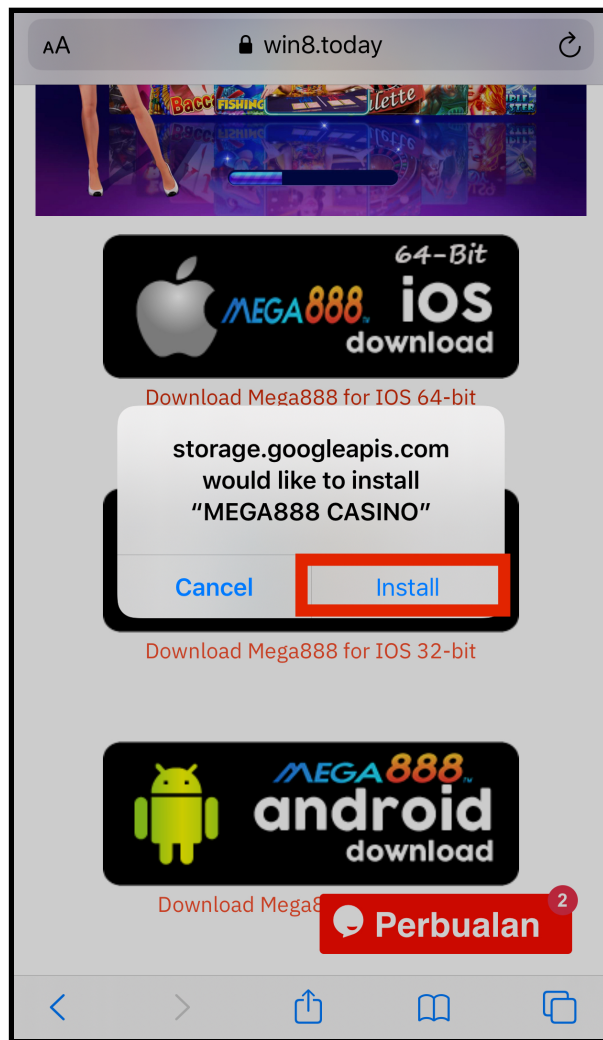 AA
win8.today
Bacc
FISHING
lette
64-Bit
MEGA888 iOS
download
Download Mega888 for IOS 64-bit
storage.googleapis.com
would like to install
“MEGA888 CASINO”
Cancel
Install
Download Mega888 for IOS 32-bit
MEGA888
android
download
Download Mega8
Perbualan
2